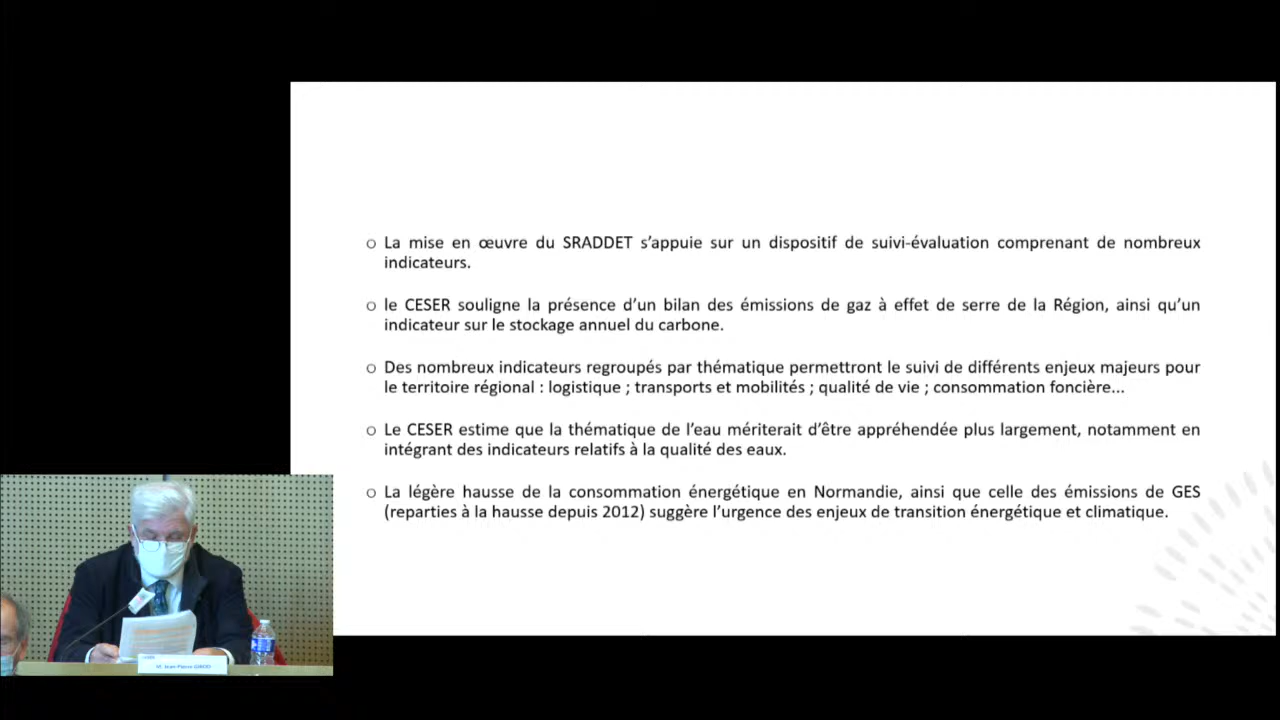 o La mise en œuvre du SRADDET s'appuie sur un dispositif de suivi-évaluation comprenant de nombreux
indicateurs.
o le CESER souligne la présence d'un bilan des émissions de gaz à effet de serre de la Région, ainsi qu'un
indicateur sur le stockage annuel du carbone.
o Des nombreux indicateurs regroupés par thématique permettront le suivi de différents enjeux majeurs pour
le territoire régional : logistique ; transports et mobilités ; qualité de vie ; consommation foncière...
o Le CESER estime que la thématique de l'eau mériterait d'être appréhendée plus largement, notamment en
intégrant des indicateurs relatifs à la qualité des eaux.
o La légère hausse de la consommation énergétique en Normandie, ainsi que celle des émissions de GES
(reparties à la hausse depuis 2012) suggère l'urgence des enjeux de transition énergétique et climatique.
M. Jean-Pierre